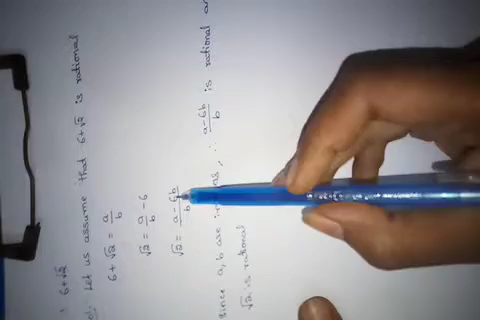 : 6+√2
Sol: Let us assume that 6+√2 is rational
6+√2 = a/b
√2 = a/b - 6
√2 = a-6b/b
Since a, b are ∴ a-6b/b is rational
√2 is rational